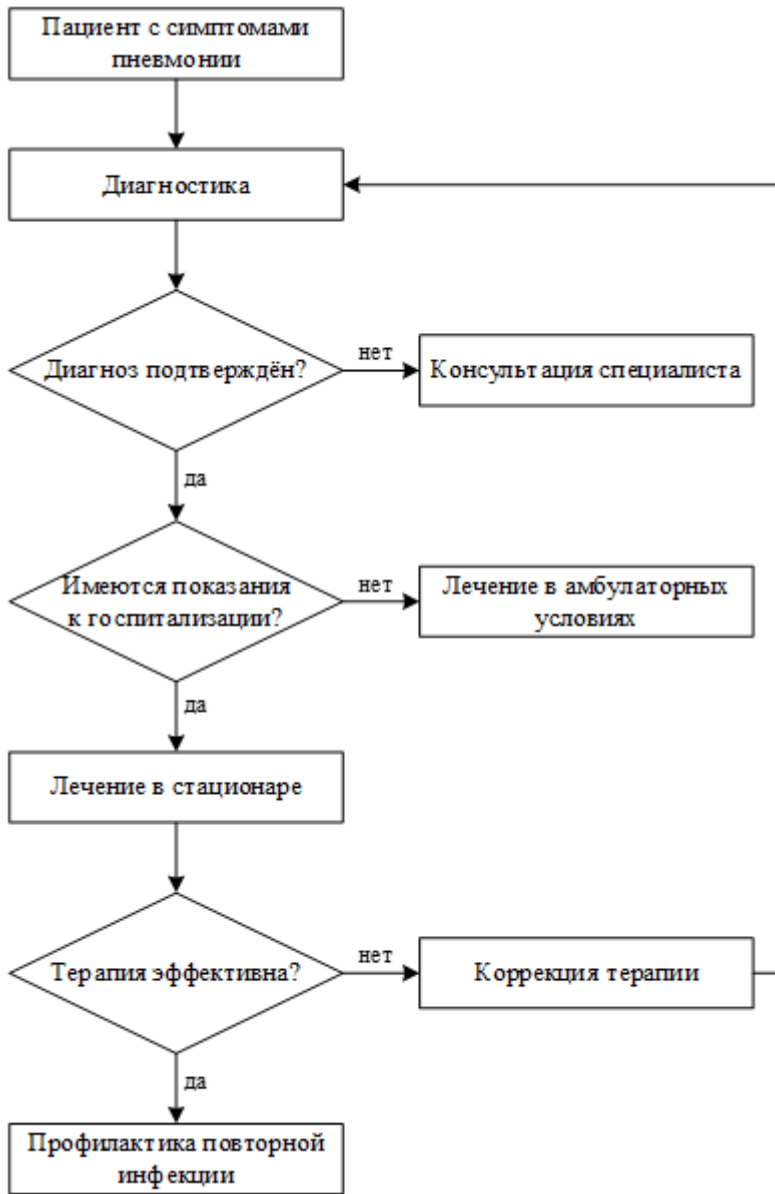 Пациент с симптомами
пневмонии
Диагностика
Диагноз подтверждён?
нет
Консультация специалиста
да
Имеются показания
к госпитализации?
нет
Лечение в амбулаторных
условиях
да
Лечение в стационаре
Терапия эффективна?
нет
Коррекция терапии
да
Профилактика повторной
инфекции